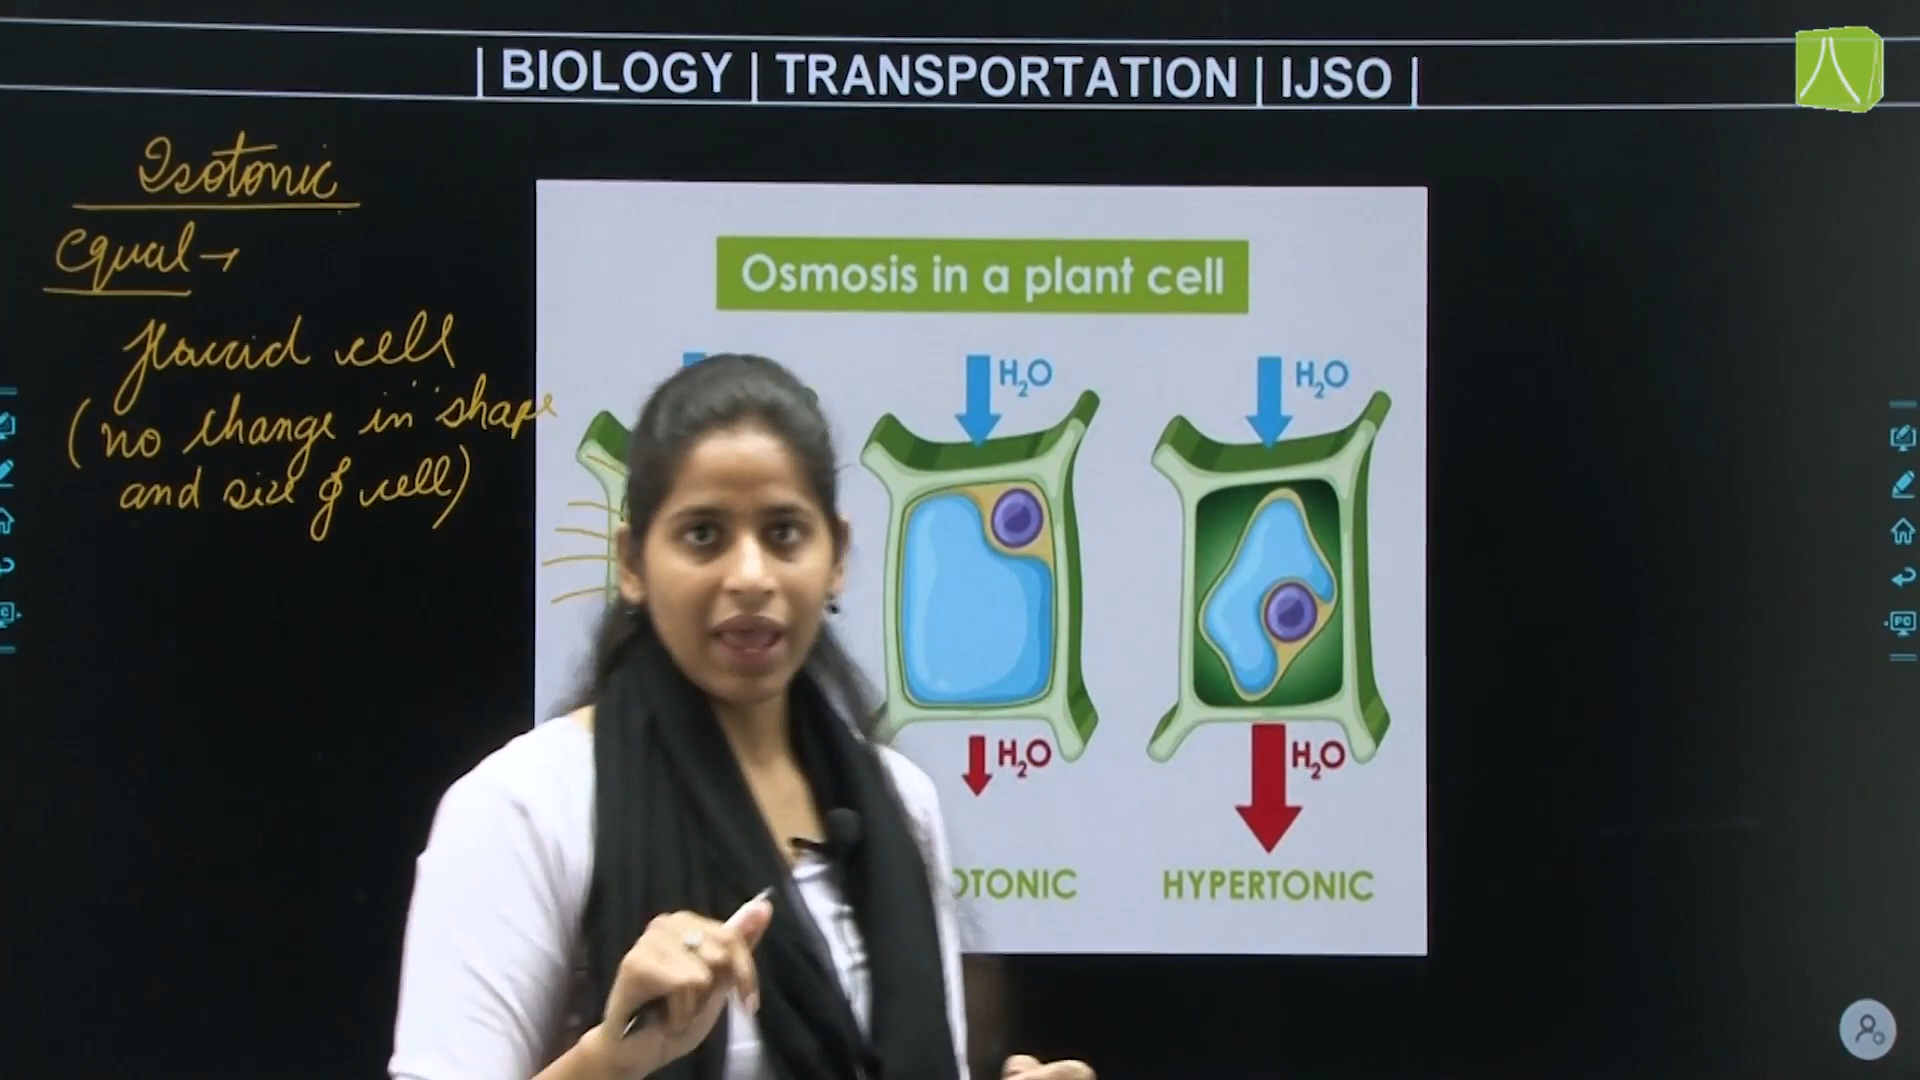 | BIOLOGY | TRANSPORTATION | IJSO |
Isotonic
equal →
flaccid cell
(no change in shape
and size of cell)
Osmosis in a plant cell
H₂O
H₂O
H₂O
H₂O
HYPERTONIC
PC